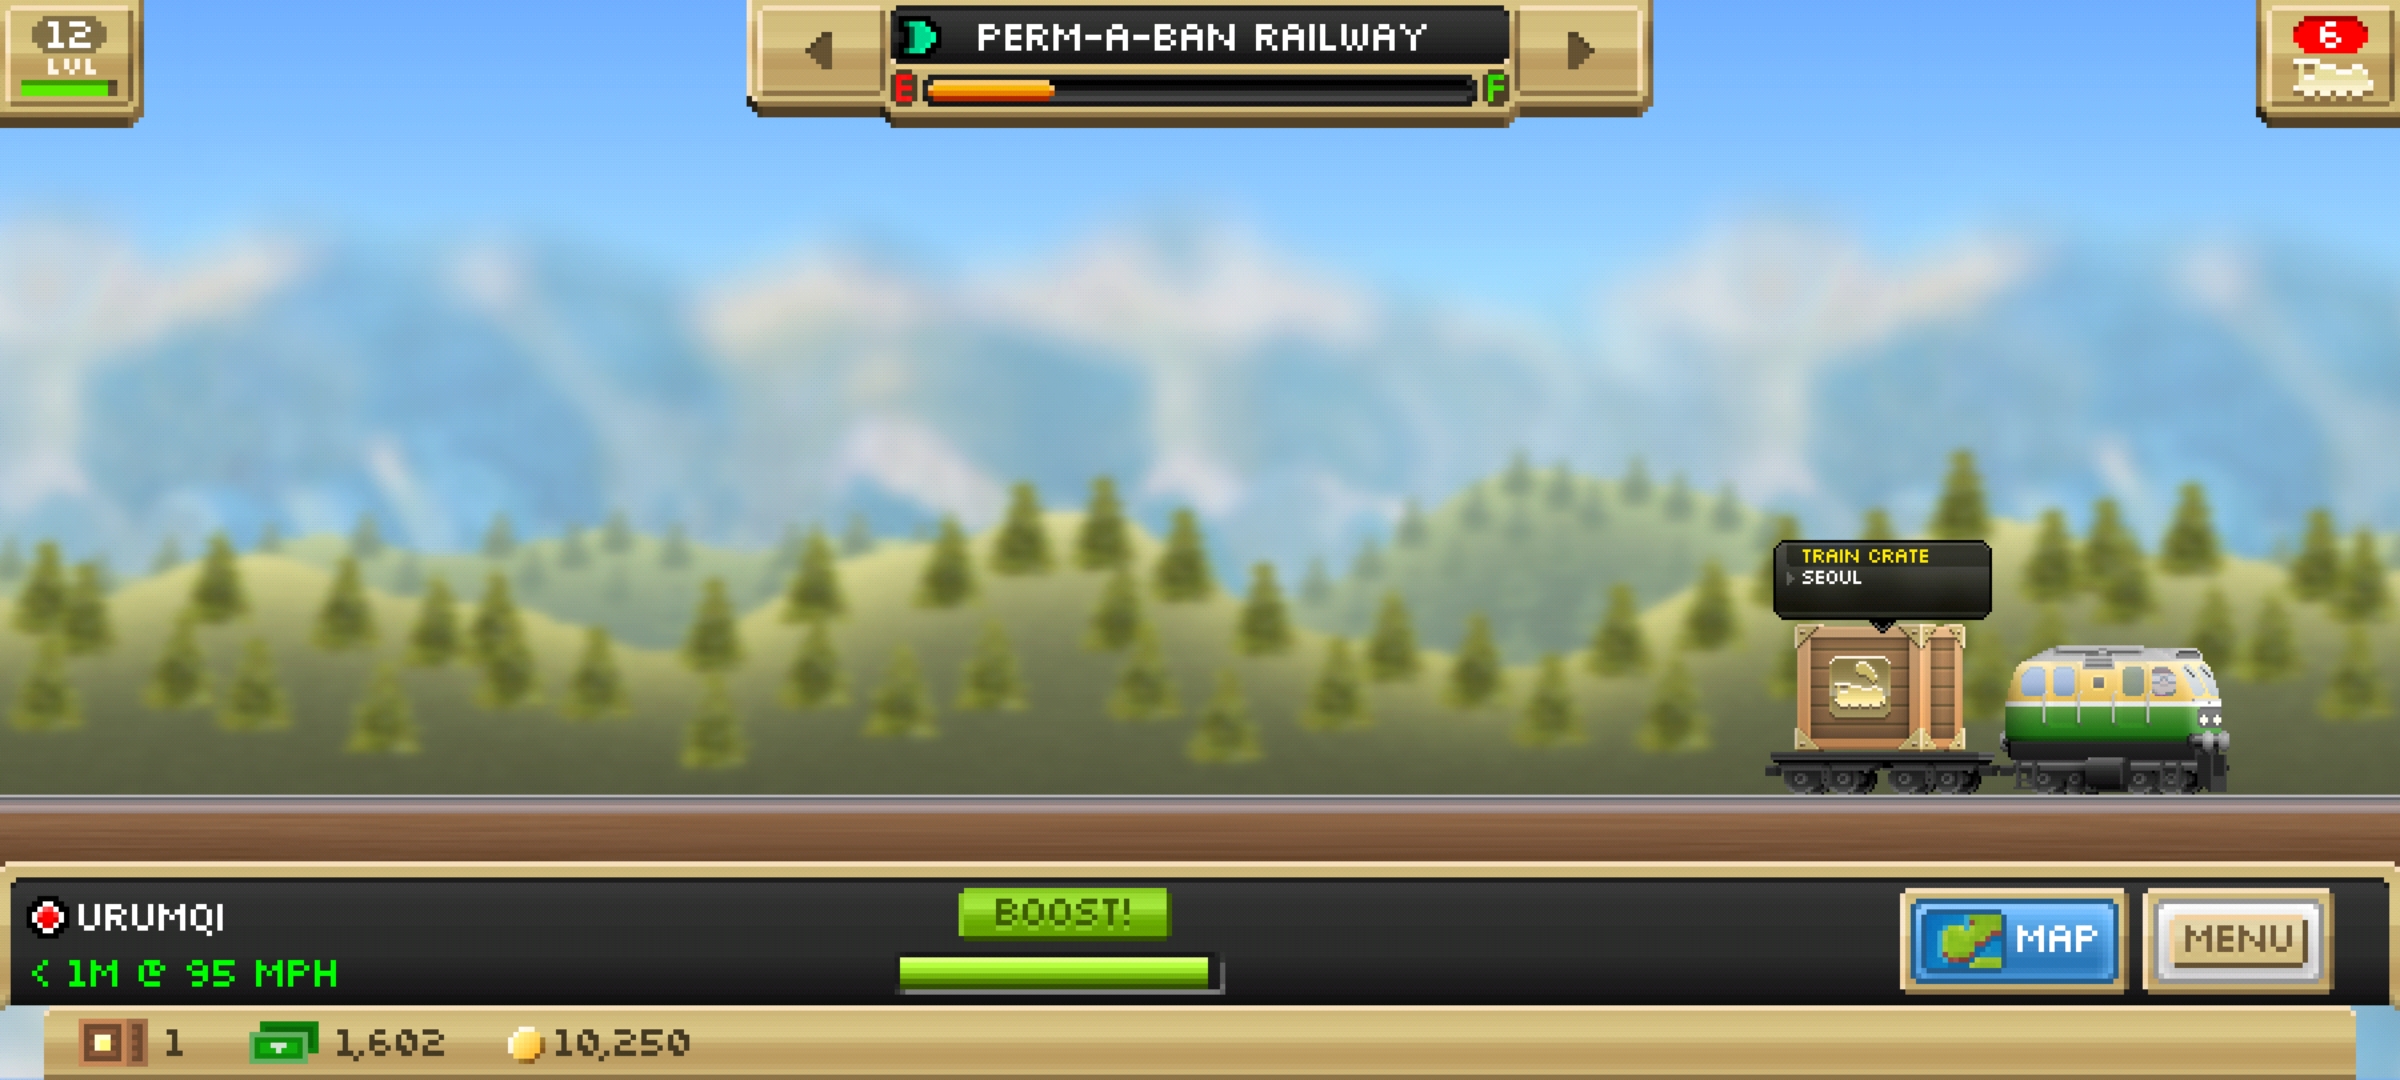 12
LVL
PERM-A-BAN RAILWAY
E F
6
TRAIN CRATE
SEOUL
URUMQI
BOOST!
< 1M @ 95 MPH
MAP
MENU
1 1,602 10,250